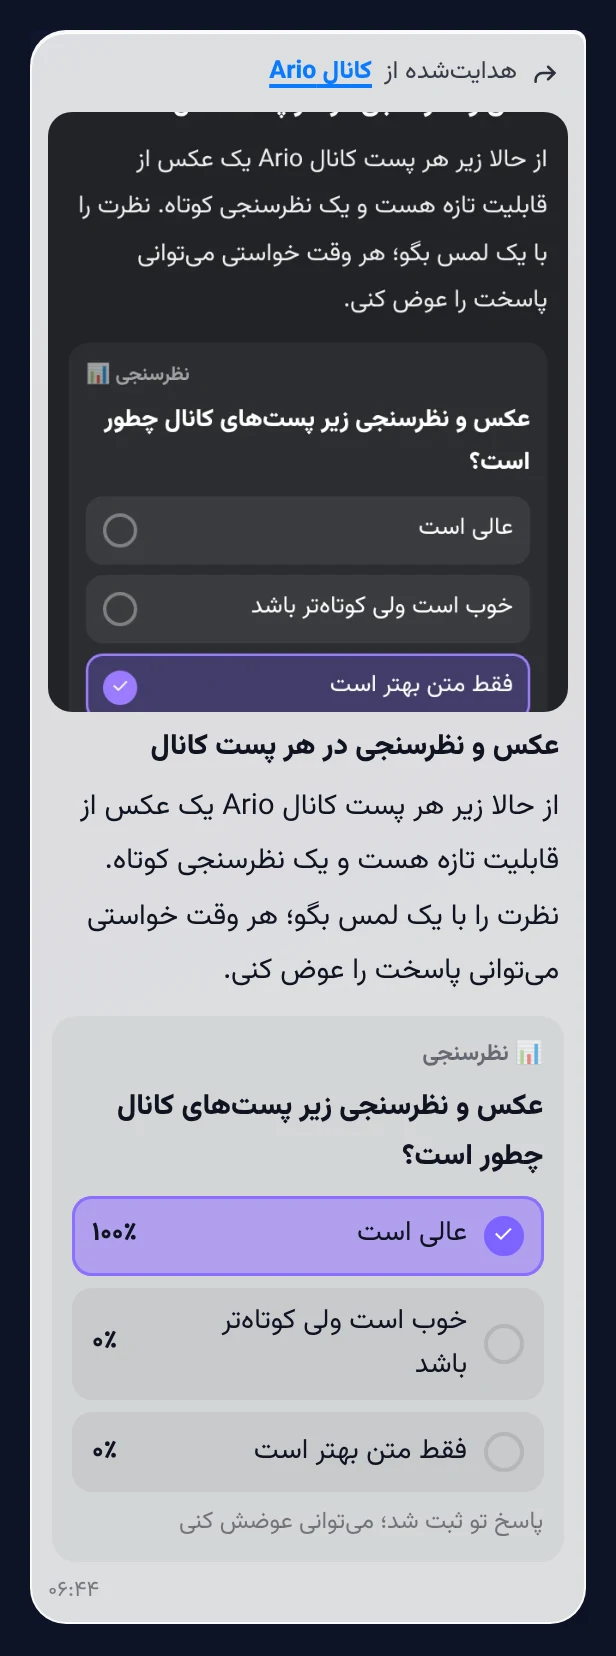 هدایت‌شده از کانال Ario
از حالا زیر هر پست کانال Ario یک عکس از
قابلیت تازه هست و یک نظرسنجی کوتاه. نظرت را
با یک لمس بگو؛ هر وقت خواستی می‌توانی
پاسخت را عوض کنی.
نظرسنجی 📊
عکس و نظرسنجی زیر پست‌های کانال چطور
است؟
عالی است
خوب است ولی کوتاه‌تر باشد
فقط متن بهتر است
عکس و نظرسنجی در هر پست کانال
از حالا زیر هر پست کانال Ario یک عکس از
قابلیت تازه هست و یک نظرسنجی کوتاه.
نظرت را با یک لمس بگو؛ هر وقت خواستی
می‌توانی پاسخت را عوض کنی.
📊 نظرسنجی
عکس و نظرسنجی زیر پست‌های کانال
چطور است؟
عالی است ۱۰۰٪
خوب است ولی کوتاه‌تر
باشد ۰٪
فقط متن بهتر است ۰٪
پاسخ تو ثبت شد؛ می‌توانی عوضش کنی
۰۶:۴۴